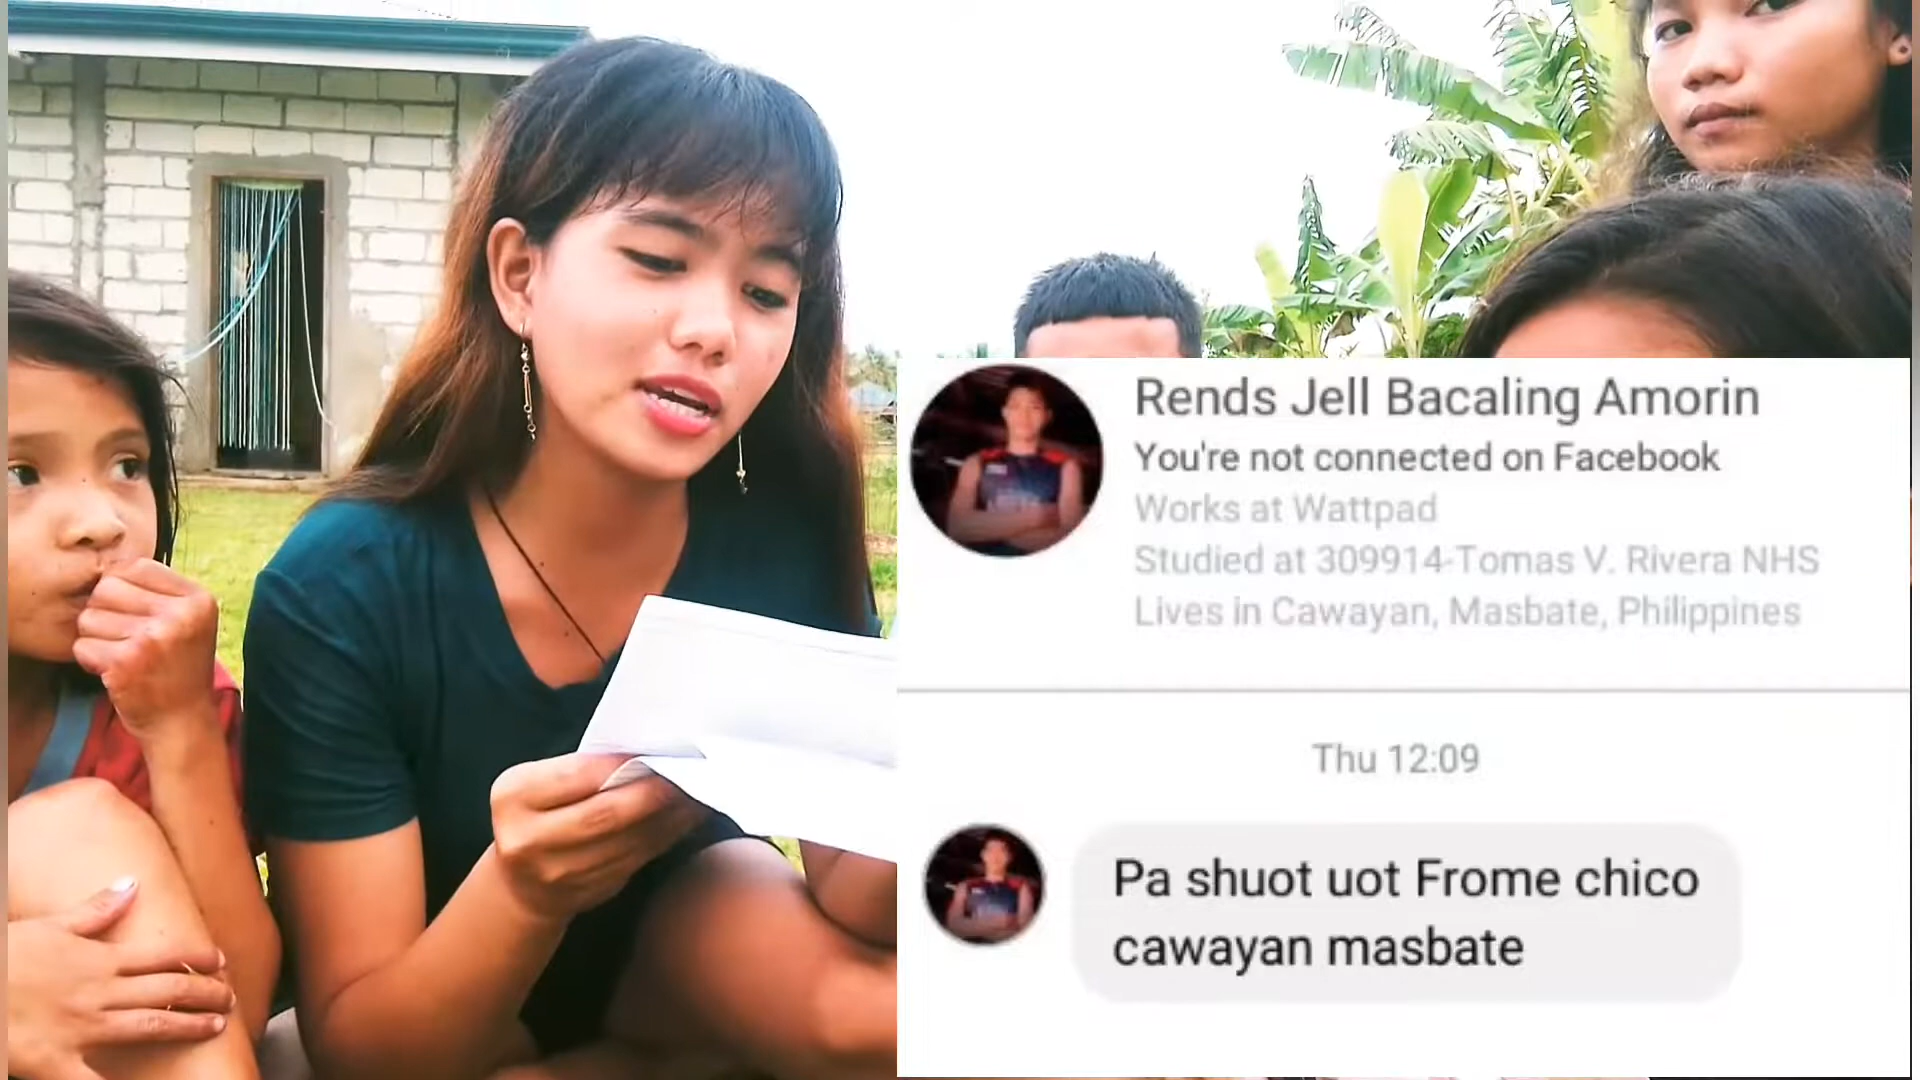 Rends Jell Bacaling Amorin
You're not connected on Facebook
Works at Wattpad
Studied at 309914-Tomas V. Rivera NHS
Lives in Cawayan, Masbate, Philippines
Thu 12:09
Pa shuot uot Frome chico
cawayan masbate